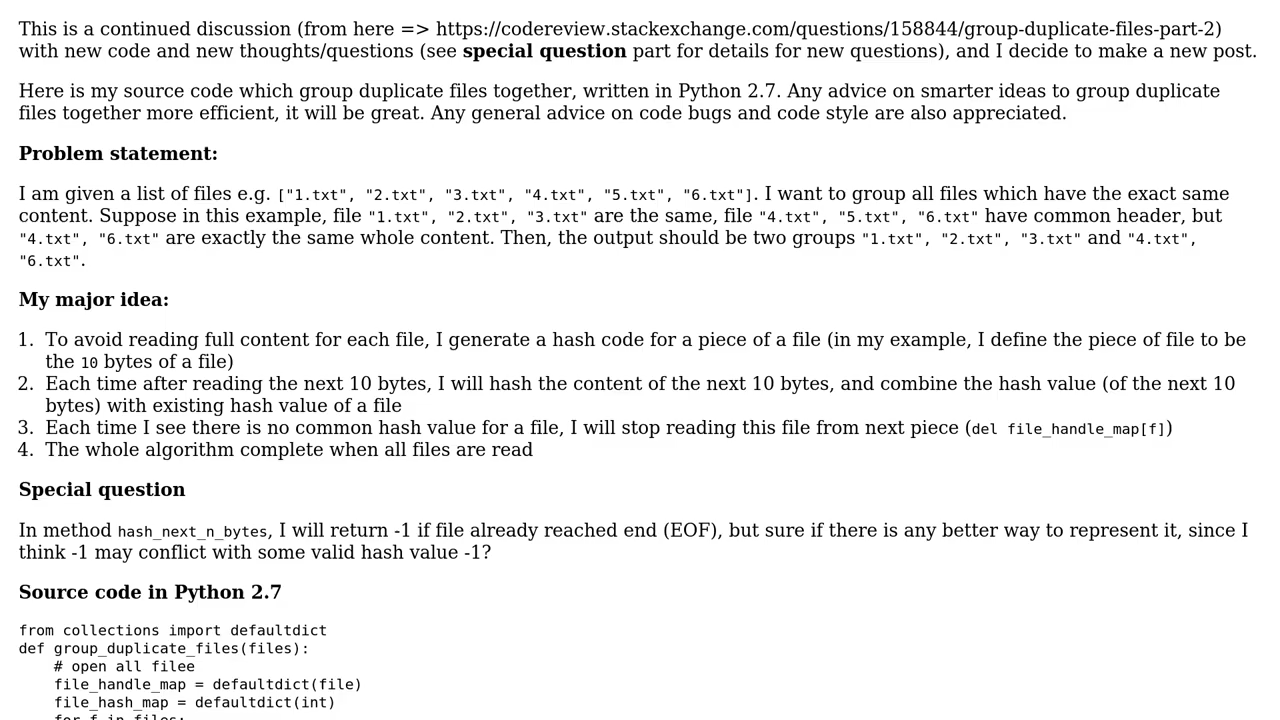 This is a continued discussion (from here => https://codereview.stackexchange.com/questions/158844/group-duplicate-files-part-2)
with new code and new thoughts/questions (see special question part for details for new questions), and I decide to make a new post.
Here is my source code which group duplicate files together, written in Python 2.7. Any advice on smarter ideas to group duplicate
files together more efficient, it will be great. Any general advice on code bugs and code style are also appreciated.
Problem statement:
I am given a list of files e.g. ["1.txt", "2.txt", "3.txt", "4.txt", "5.txt", "6.txt"]. I want to group all files which have the exact same
content. Suppose in this example, file "1.txt", "2.txt", "3.txt" are the same, file "4.txt", "5.txt", "6.txt" have common header, but
"4.txt", "6.txt" are exactly the same whole content. Then, the output should be two groups "1.txt", "2.txt", "3.txt" and "4.txt",
"6.txt".
My major idea:
1. To avoid reading full content for each file, I generate a hash code for a piece of a file (in my example, I define the piece of file to be
the 10 bytes of a file)
2. Each time after reading the next 10 bytes, I will hash the content of the next 10 bytes, and combine the hash value (of the next 10
bytes) with existing hash value of a file
3. Each time I see there is no common hash value for a file, I will stop reading this file from next piece (del file_handle_map[f])
4. The whole algorithm complete when all files are read
Special question
In method hash_next_n_bytes, I will return -1 if file already reached end (EOF), but sure if there is any better way to represent it, since I
think -1 may conflict with some valid hash value -1?
Source code in Python 2.7
from collections import defaultdict
def group_duplicate_files(files):
    # open all filee
    file_handle_map = defaultdict(file)
    file_hash_map = defaultdict(int)
    for f in files: